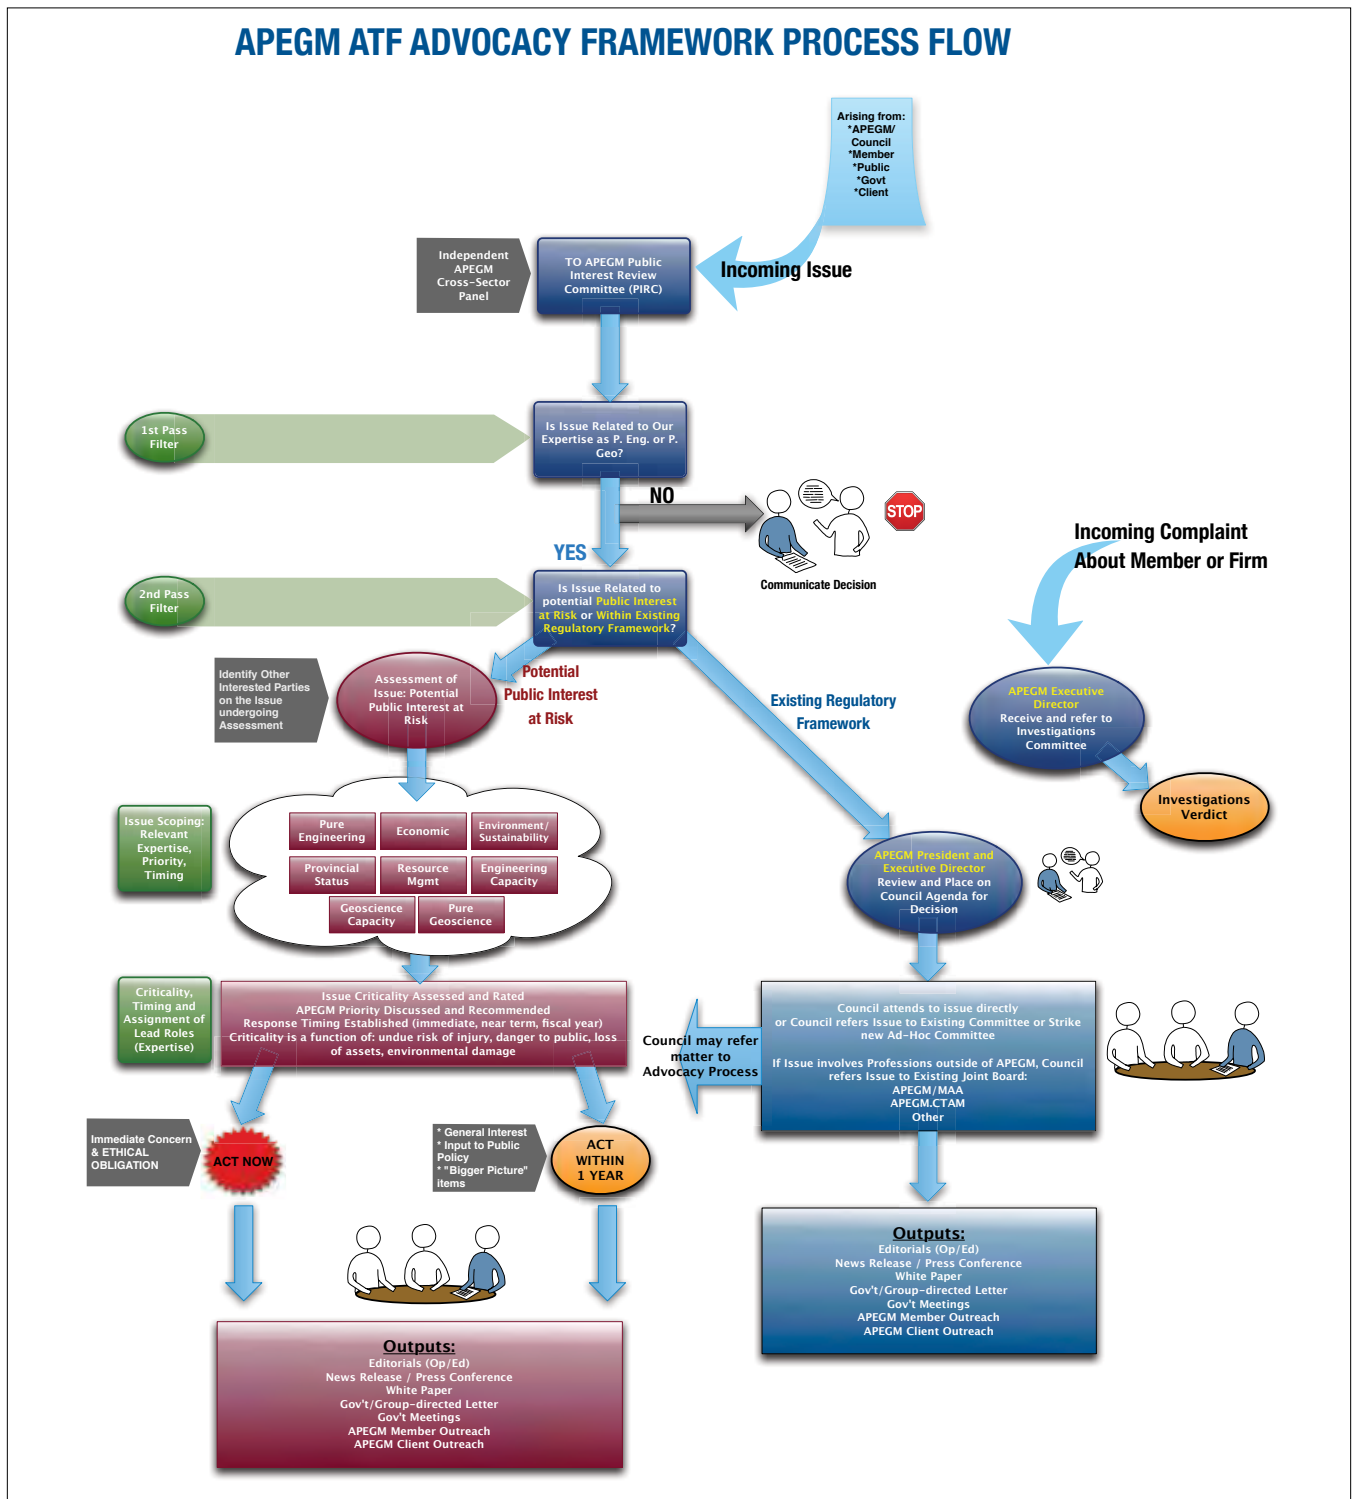 APEGM ATF ADVOCACY FRAMEWORK PROCESS FLOW
Arising from:
*APEGM/
Council
*Member
*Public
*Govt
*Client
Incoming Issue
Independent
APEGM
Cross-Sector
Panel
TO APEGM Public
Interest Review
Committee (PIRC)
1st Pass
Filter
Is Issue Related to Our
Expertise as P. Eng. or P.
Geo?
NO
STOP
Communicate Decision
YES
Incoming Complaint
About Member or Firm
2nd Pass
Filter
Is Issue Related to
potential Public Interest
at Risk or Within Existing
Regulatory Framework?
Identify Other
Interested Parties
on the Issue
undergoing
Assessment
Assessment of
Issue: Potential
Public Interest at
Risk
Potential
Public Interest
at Risk
Existing Regulatory
Framework
APEGM Executive
Director
Receive and refer to
Investigations
Committee
Investigations
Verdict
Issue Scoping:
Relevant
Expertise,
Priority,
Timing
Pure
Engineering
Economic
Environment/
Sustainability
Provincial
Status
Resource
Mgmt
Engineering
Capacity
Geoscience
Capacity
Pure
Geoscience
APEGM President and
Executive Director
Review and Place on
Council Agenda for
Decision
Criticality,
Timing and
Assignment of
Lead Roles
(Expertise)
Issue Criticality Assessed and Rated
APEGM Priority Discussed and Recommended
Response Timing Established (immediate, near term, fiscal year)
Criticality is a function of: undue risk of injury, danger to public, loss
of assets, environmental damage
Council may refer
matter to
Advocacy Process
Council attends to issue directly
or Council refers Issue to Existing Committee or Strike
new Ad-Hoc Committee
If Issue involves Professions outside of APEGM, Council
refers Issue to Existing Joint Board:
APEGM/MAA
APEGM.CTAM
Other
Immediate Concern
& ETHICAL
OBLIGATION
ACT NOW
* General Interest
* Input to Public
Policy
* "Bigger Picture"
items
ACT
WITHIN
1 YEAR
Outputs:
Editorials (Op/Ed)
News Release / Press Conference
White Paper
Gov't/Group-directed Letter
Gov't Meetings
APEGM Member Outreach
APEGM Client Outreach
Outputs:
Editorials (Op/Ed)
News Release / Press Conference
White Paper
Gov't/Group-directed Letter
Gov't Meetings
APEGM Member Outreach
APEGM Client Outreach